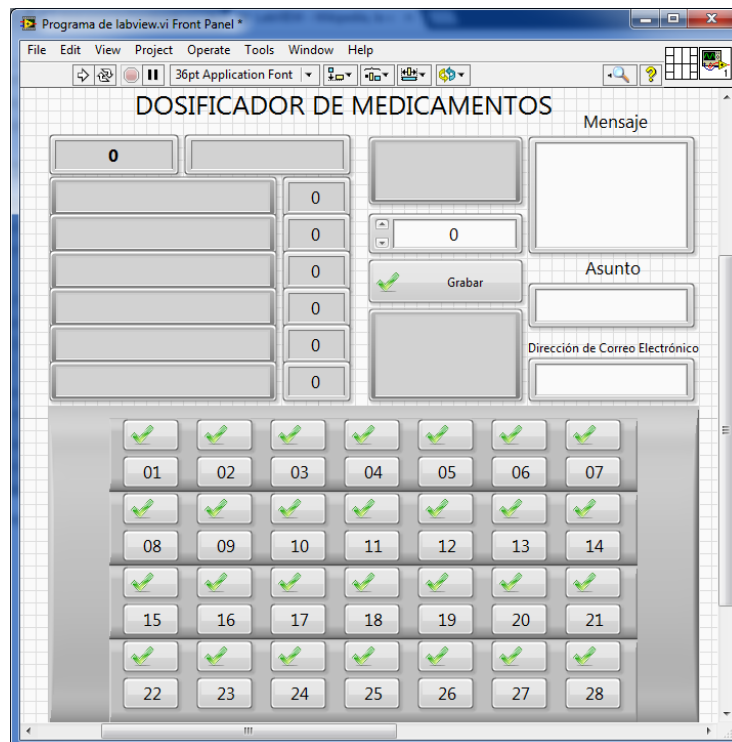 Programa de labview.vi Front Panel *
File Edit View Project Operate Tools Window Help
36pt Application Font
1
DOSIFICADOR DE MEDICAMENTOS
Mensaje
0
0
0
0
0
0
0
0
Grabar
Asunto
Dirección de Correo Electrónico
01 02 03 04 05 06 07
08 09 10 11 12 13 14
15 16 17 18 19 20 21
22 23 24 25 26 27 28